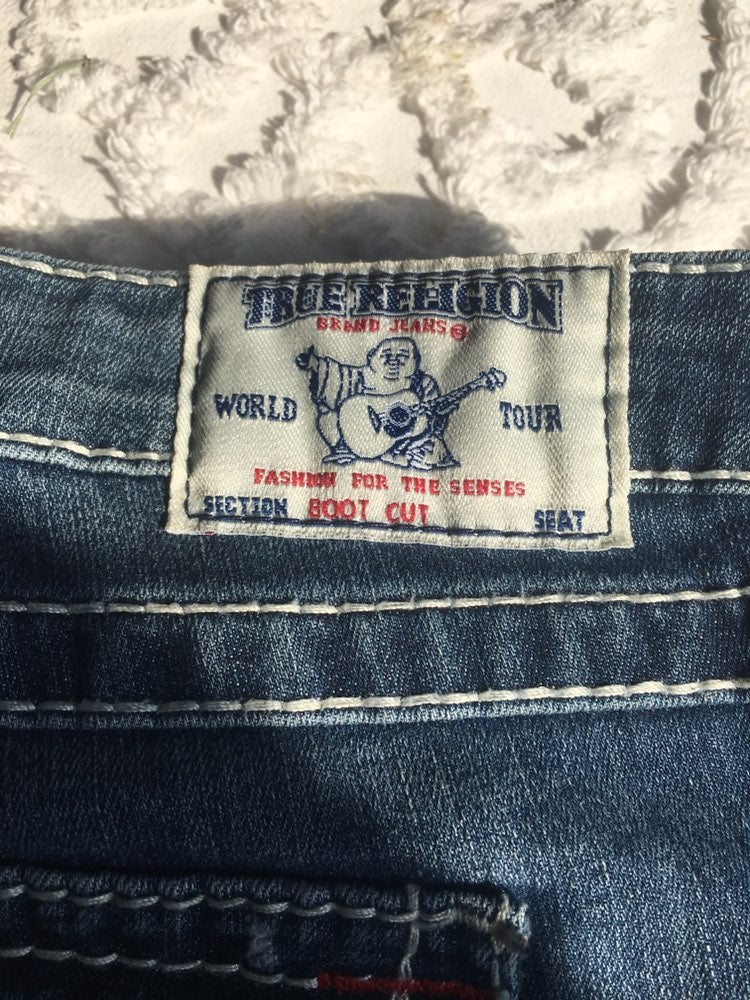 TRUE RELIGION
BRAND JEANS®
WORLD TOUR
FASHION FOR THE SENSES
SECTION BOOT CUT SEAT